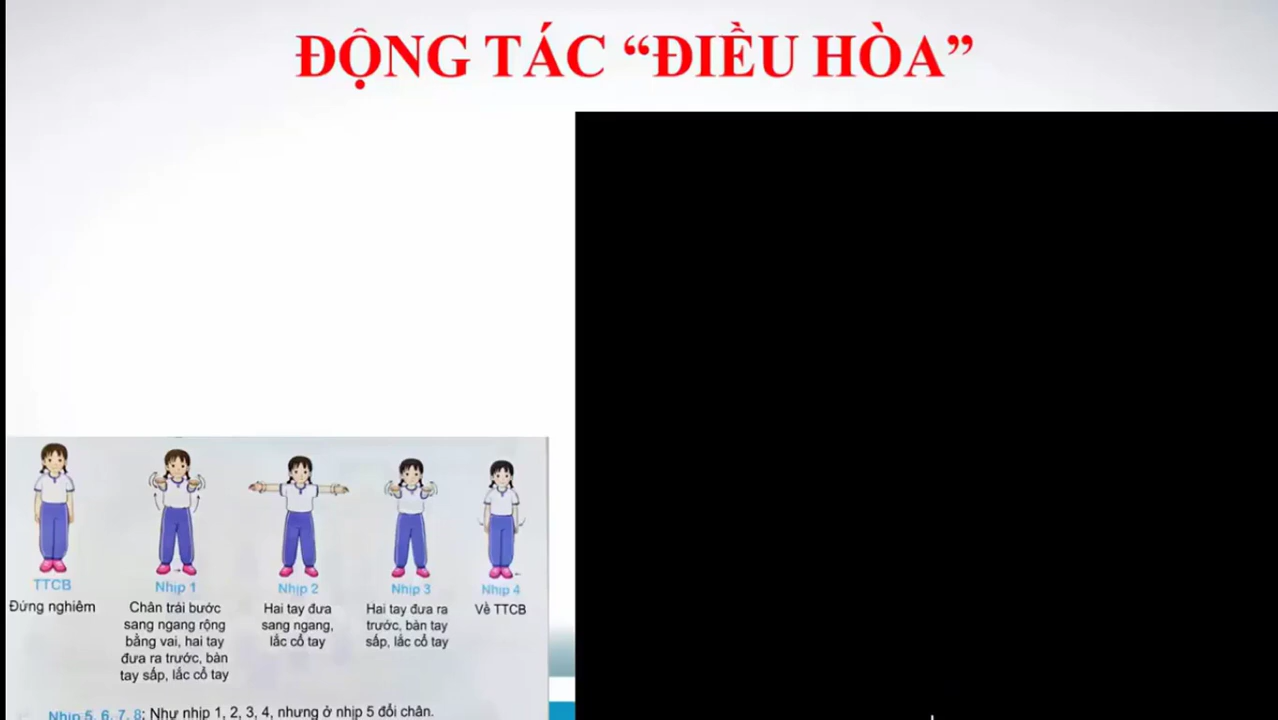 ĐỘNG TÁC “ĐIỀU HÒA”
TTCB
Đứng nghiêm
Nhịp 1
Chân trái bước
sang ngang rộng
bằng vai, hai tay
đưa ra trước, bàn
tay sấp, lắc cổ tay
Nhịp 2
Hai tay đưa
sang ngang,
lắc cổ tay
Nhịp 3
Hai tay đưa ra
trước, bàn tay
sấp, lắc cổ tay
Nhịp 4
Về TTCB
Nhịp 5, 6, 7, 8: Như nhịp 1, 2, 3, 4, nhưng ở nhịp 5 đổi chân.